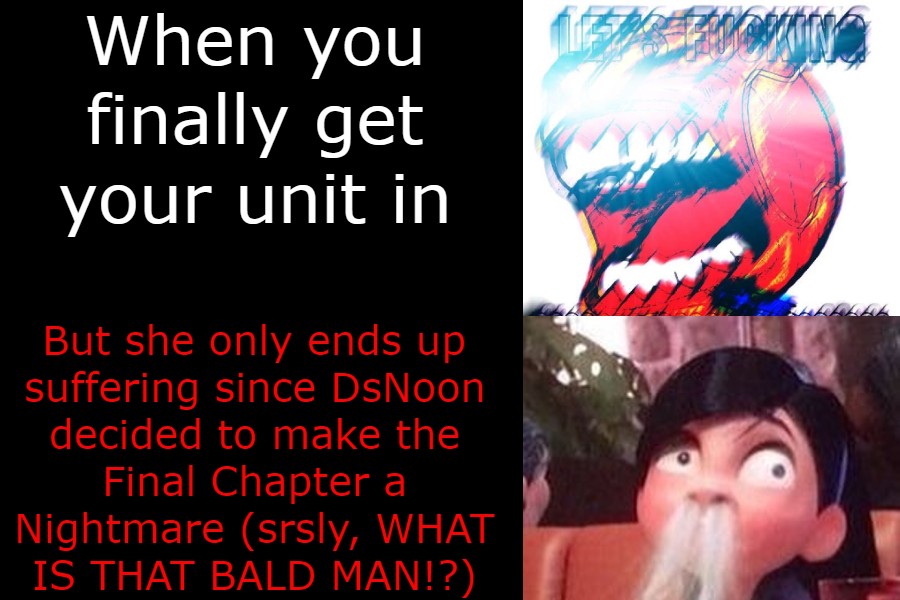 When you
finally get
your unit in
LET'S FUCKING
But she only ends up
suffering since DsNoon
decided to make the
Final Chapter a
Nightmare (srsly, WHAT
IS THAT BALD MAN!?)